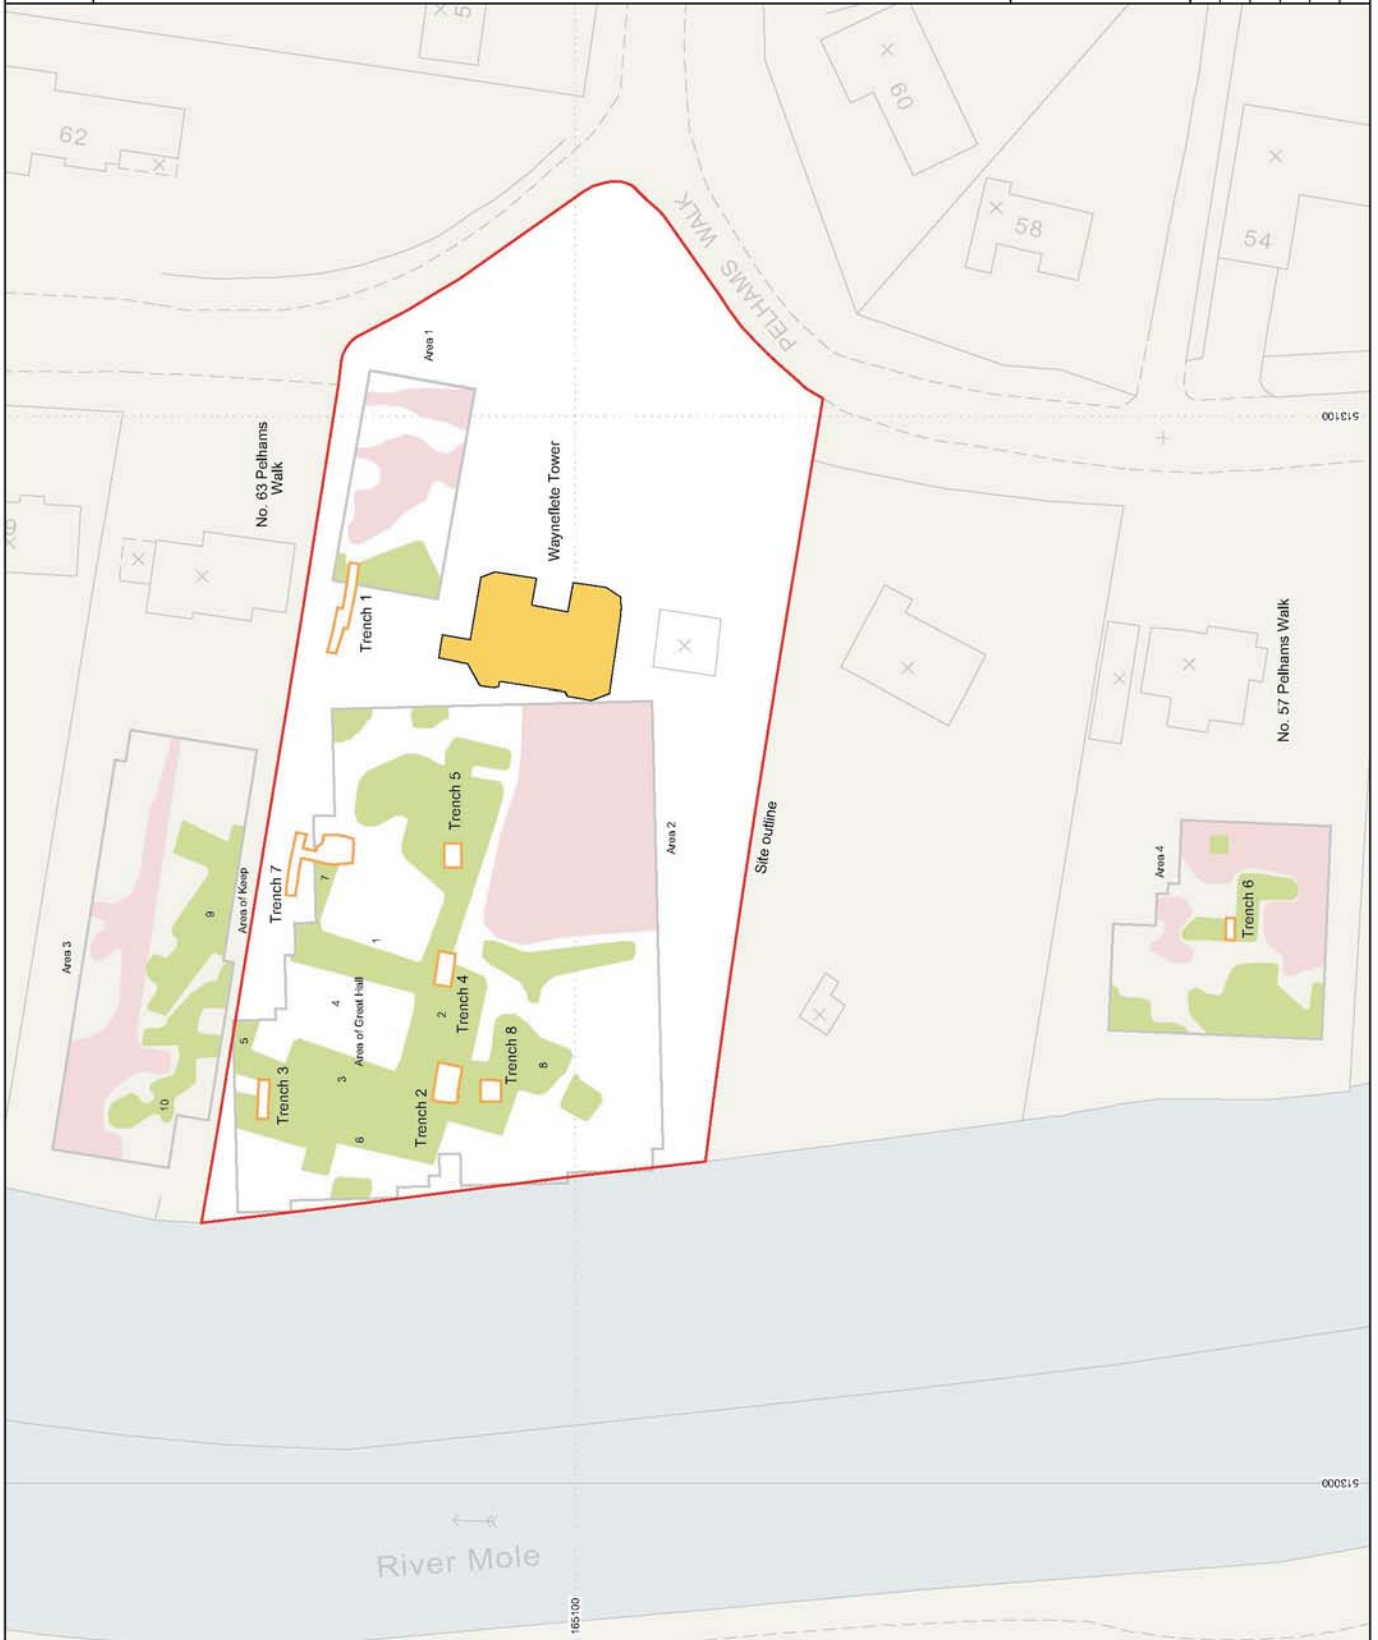 5
62
60
58
54
PELHAMS WALK
Area 1
No. 63 Pelhams
Walk
513100
Wayneflete Tower
Trench 1
No. 57 Pelhams Walk
Trench 5
Area 2
Site outline
Trench 7
7
Area of Keep
9
Area 3
Area 4
Trench 6
1
4
Area of Great Hall
2
Trench 4
5
3
Trench 3
Trench 2
Trench 8
8
10
6
513000
River Mole
165100